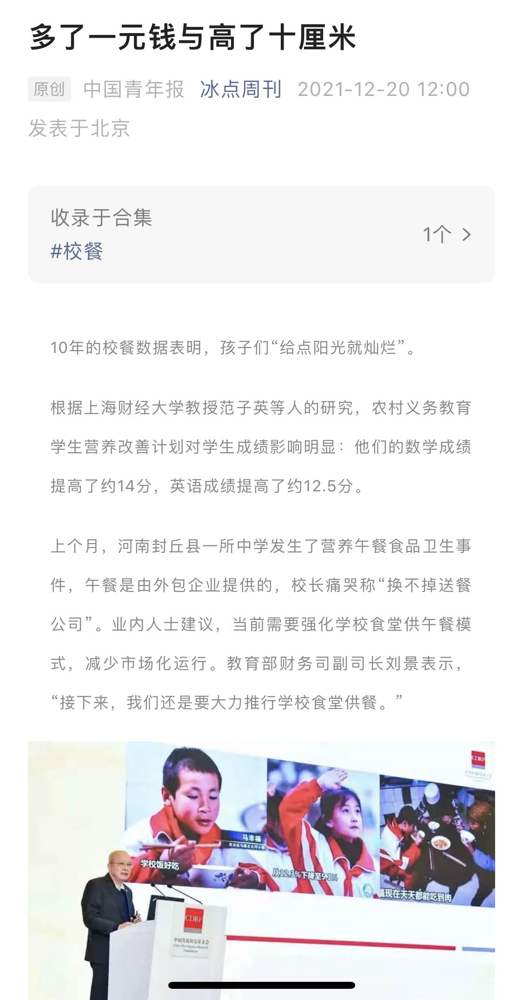 多了一元钱与高了十厘米
原创 中国青年报 冰点周刊 2021-12-20 12:00
发表于北京
收录于合集
#校餐
1个 >
10年的校餐数据表明，孩子们“给点阳光就灿烂”。
根据上海财经大学教授范子英等人的研究，农村义务教育
学生营养改善计划对学生成绩影响明显：他们的数学成绩
提高了约14分，英语成绩提高了约12.5分。
上个月，河南封丘县一所中学发生了营养午餐食品卫生事
件，午餐是由外包企业提供的，校长痛哭称“换不掉送餐
公司”。业内人士建议，当前需要强化学校食堂供午餐模
式，减少市场化运行。教育部财务司副司长刘景表示，
“接下来，我们还是要大力推行学校食堂供餐。”
CDRF
马幸福
学校饭好吃
从12.3%下降至5.1%
现在天天都能吃到肉
CDRF
中国发展研究基金会
China Development Research
Foundation